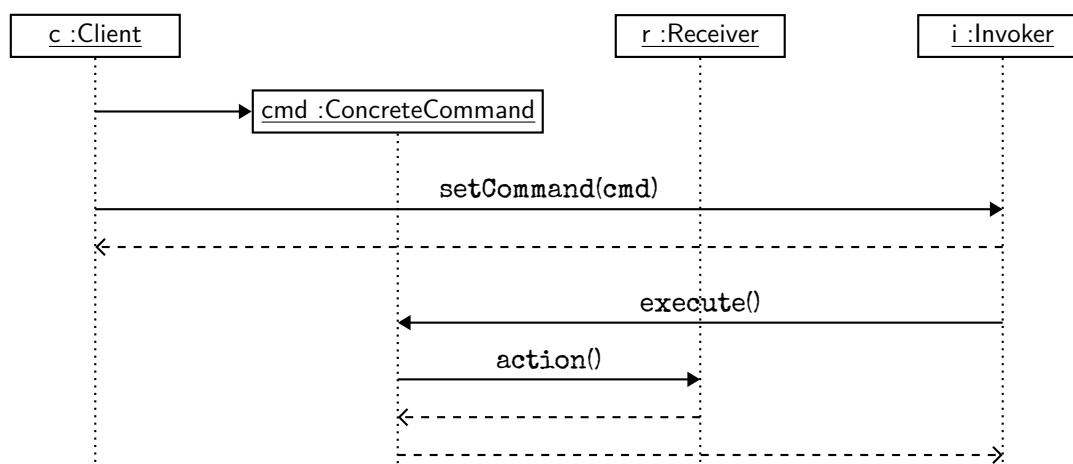 c :Client
r :Receiver
i :Invoker
cmd :ConcreteCommand
setCommand(cmd)
execute()
action()